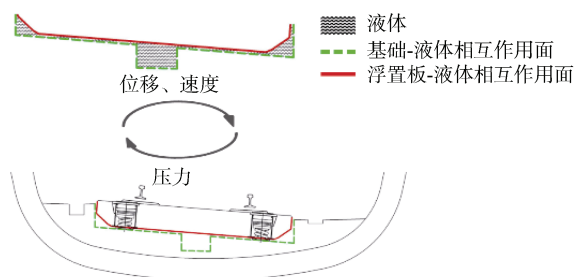 液体
基础-液体相互作用面
浮置板-液体相互作用面
位移、速度
压力